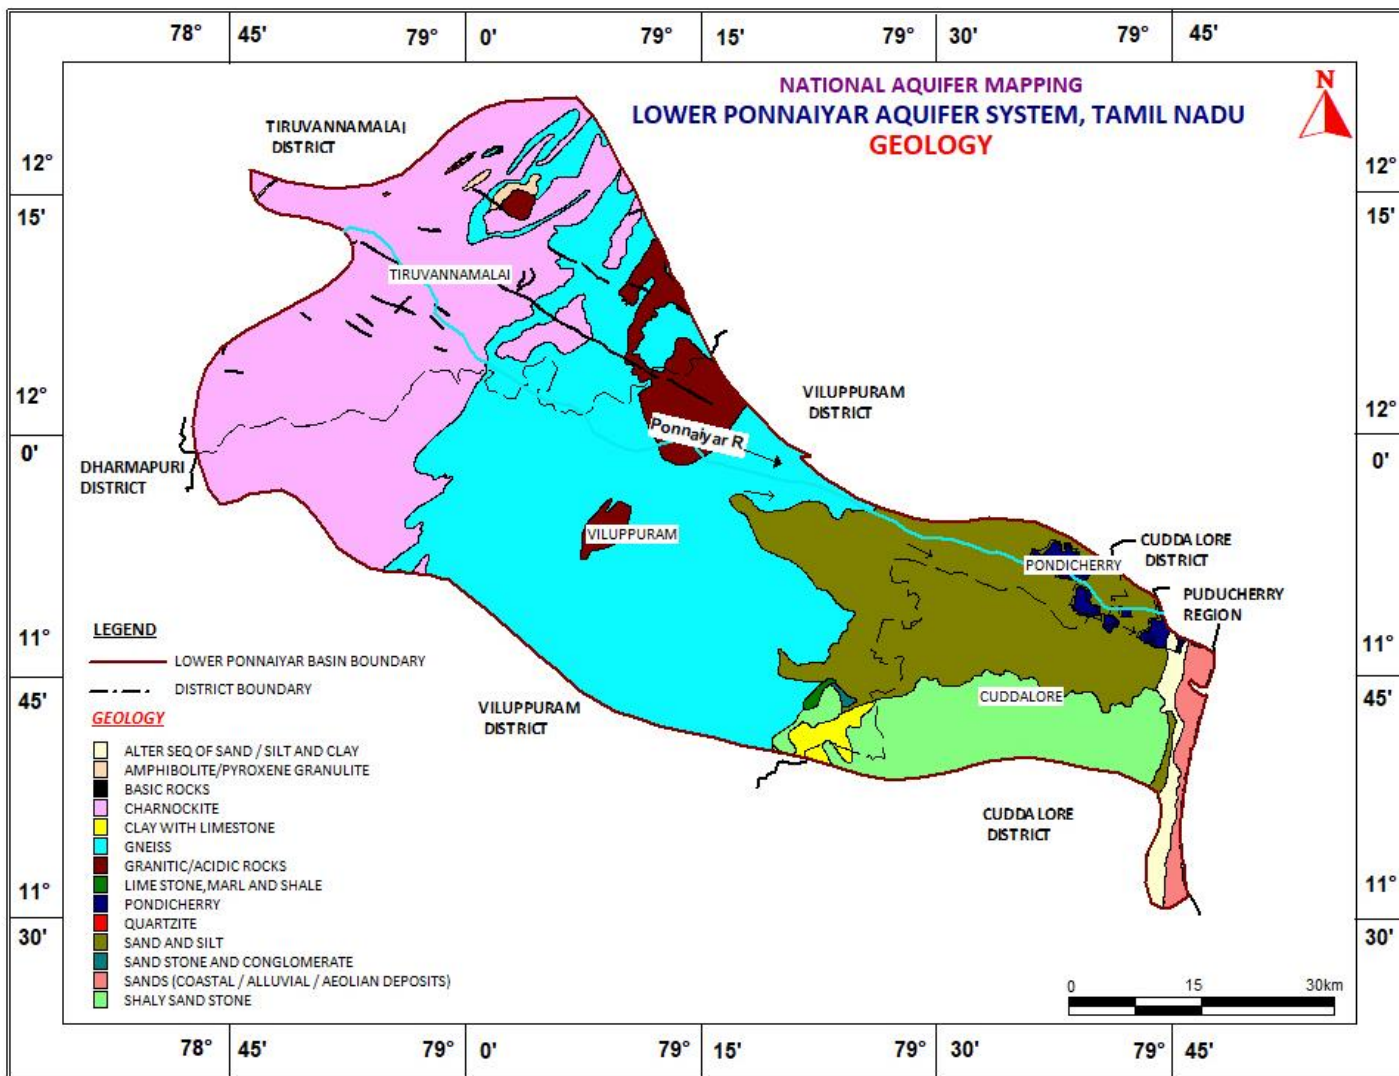 78° 45' 79° 0' 79° 15' 79° 30' 79° 45'
NATIONAL AQUIFER MAPPING
LOWER PONNAIYAR AQUIFER SYSTEM, TAMIL NADU
GEOLOGY
N
TIRUVANNAMALAI
DISTRICT
12°
15'
12°
15'
TIRUVANNAMALAI
VILUPPURAM
DISTRICT
12°
0'
12°
0'
Ponnaiyar R
DHARMAPURI
DISTRICT
VILUPPURAM
CUDDALORE
DISTRICT
PONDICHERRY
PUDUCHERRY
REGION
11°
45'
11°
45'
CUDDALORE
VILUPPURAM
DISTRICT
CUDDALORE
DISTRICT
LEGEND
LOWER PONNAIYAR BASIN BOUNDARY
DISTRICT BOUNDARY
GEOLOGY
ALTER SEQ OF SAND / SILT AND CLAY
AMPHIBOLITE/PYROXENE GRANULITE
BASIC ROCKS
CHARNOCKITE
CLAY WITH LIMESTONE
GNEISS
GRANITIC/ACIDIC ROCKS
LIME STONE,MARL AND SHALE
PONDICHERRY
QUARTZITE
SAND AND SILT
SAND STONE AND CONGLOMERATE
SANDS (COASTAL / ALLUVIAL / AEOLIAN DEPOSITS)
SHALY SAND STONE
11°
30'
11°
30'
0 15 30km
78° 45' 79° 0' 79° 15' 79° 30' 79° 45'